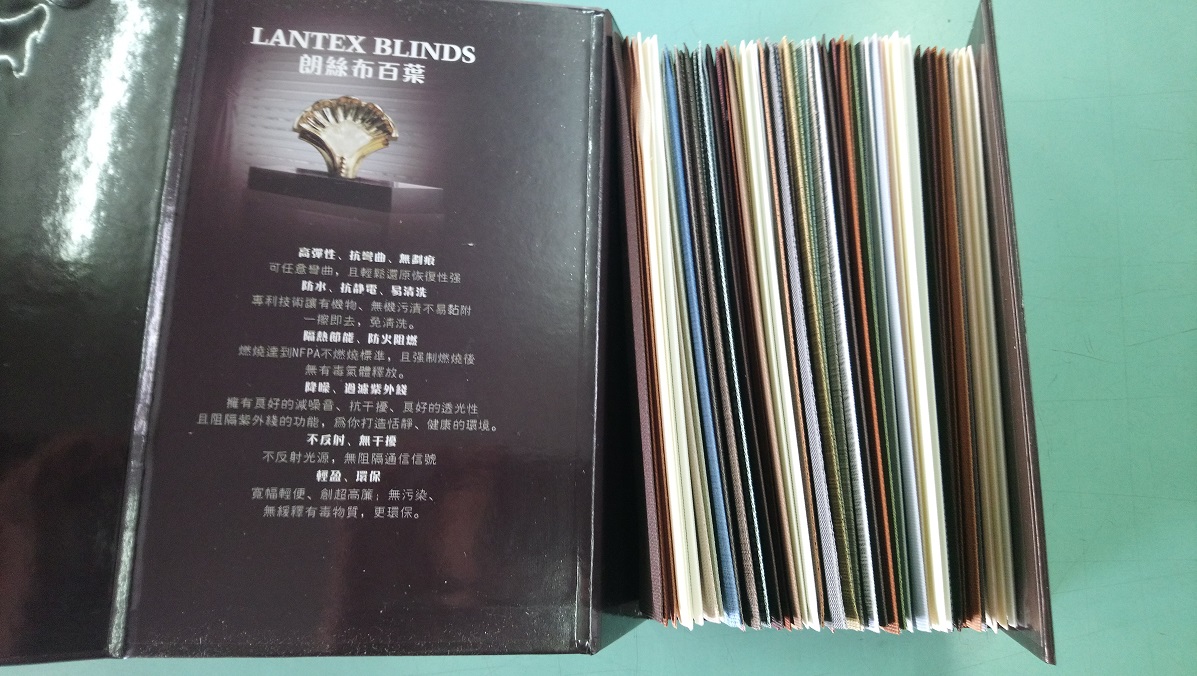 LANTEX BLINDS
朗絲布百葉
高彈性、抗彎曲、無劃痕
可任意彎曲，且輕鬆還原恢復性强
防水、抗静電、易清洗
專利技術讓有機物、無機污漬不易黏附
一擦即去，免清洗。
隔熱節能、防火阻燃
燃燒達到NFPA不燃燒標準，且强制燃燒後
無有毒氣體釋放。
降噪、過濾紫外綫
擁有良好的減噪音、抗干擾、良好的透光性
且阻隔紫外綫的功能，爲你打造恬静、健康的環境。
不反射、無干擾
不反射光源，無阻隔通信信號
輕盈、環保
寬幅輕便、創超高簾；無污染、
無緩釋有毒物質，更環保。